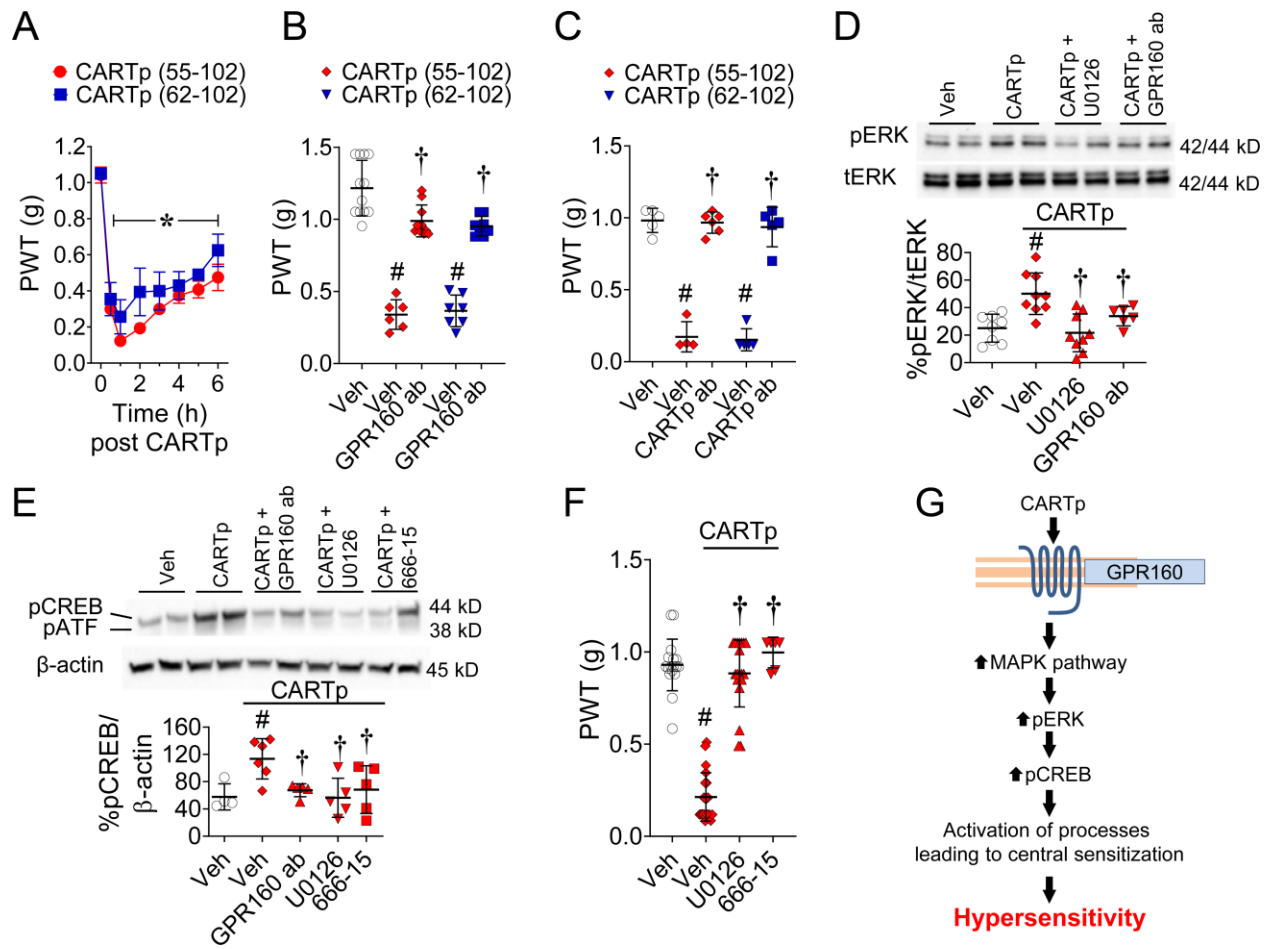 A
CARTp (55-102)
CARTp (62-102)
PWT (g)
1.2
1.0
0.8
0.6
0.4
0.2
0.0
*
0 2 4 6
Time (h)
post CARTp
B
CARTp (55-102)
CARTp (62-102)
PWT (g)
1.5
1.0
0.5
0.0
# † # †
Veh
Veh
GPR160 ab
Veh
GPR160 ab
C
CARTp (55-102)
CARTp (62-102)
PWT (g)
1.5
1.0
0.5
0.0
# † # †
Veh
Veh
CARTp ab
Veh
CARTp ab
D
Veh
CARTp
CARTp +
U0126
CARTp +
GPR160 ab
pERK
42/44 kD
tERK
42/44 kD
CARTp
%pERK/tERK
100
80
60
40
20
0
# † †
Veh
Veh
U0126
GPR160 ab
E
Veh
CARTp
CARTp +
GPR160 ab
CARTp +
U0126
CARTp +
666-15
pCREB
44 kD
pATF
38 kD
β-actin
45 kD
CARTp
%pCREB/
β-actin
160
120
80
40
0
# † † †
Veh
Veh
GPR160 ab
U0126
666-15
F
CARTp
PWT (g)
1.5
1.0
0.5
0.0
# † †
Veh
Veh
U0126
666-15
G
CARTp
GPR160
MAPK pathway
pERK
pCREB
Activation of processes
leading to central sensitization
Hypersensitivity